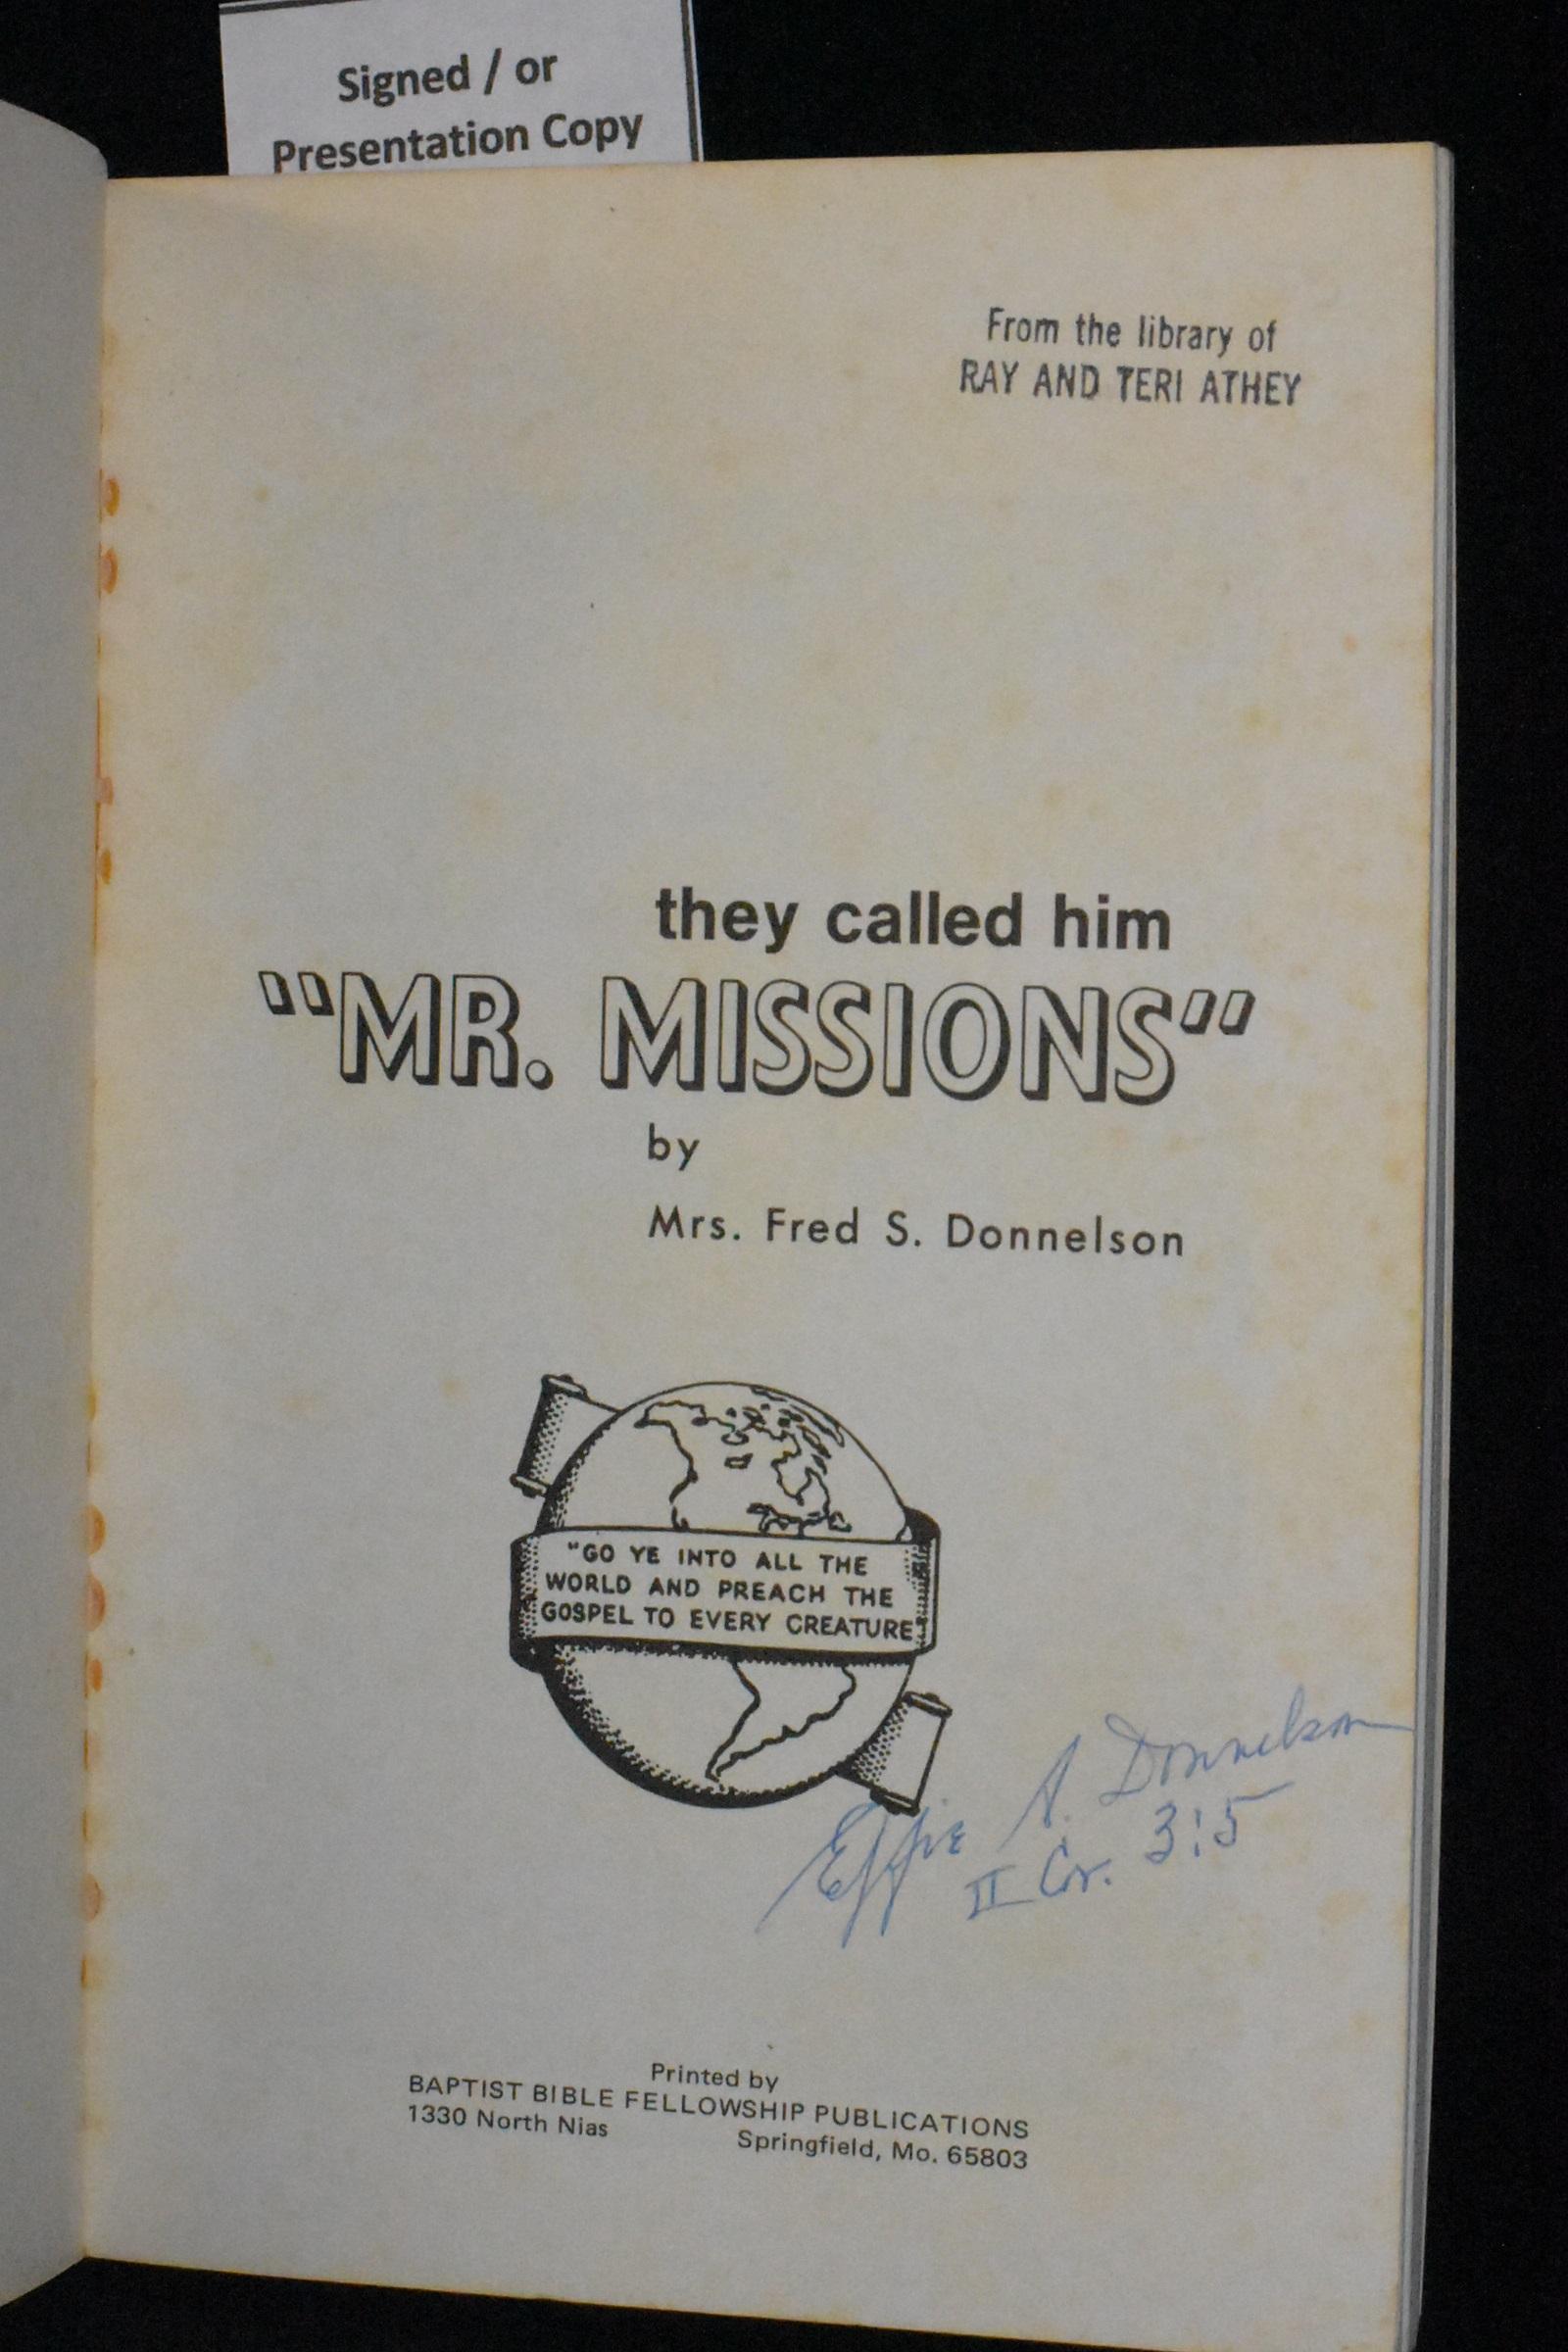 Signed / or
Presentation Copy
From the library of
RAY AND TERI ATHEY
they called him
"MR. MISSIONS"
by
Mrs. Fred S. Donnelson
"GO YE INTO ALL THE
WORLD AND PREACH THE
GOSPEL TO EVERY CREATURE"
Effie S. Donnelson
II Cor. 3:5
Printed by
BAPTIST BIBLE FELLOWSHIP PUBLICATIONS
1330 North Nias Springfield, Mo. 65803